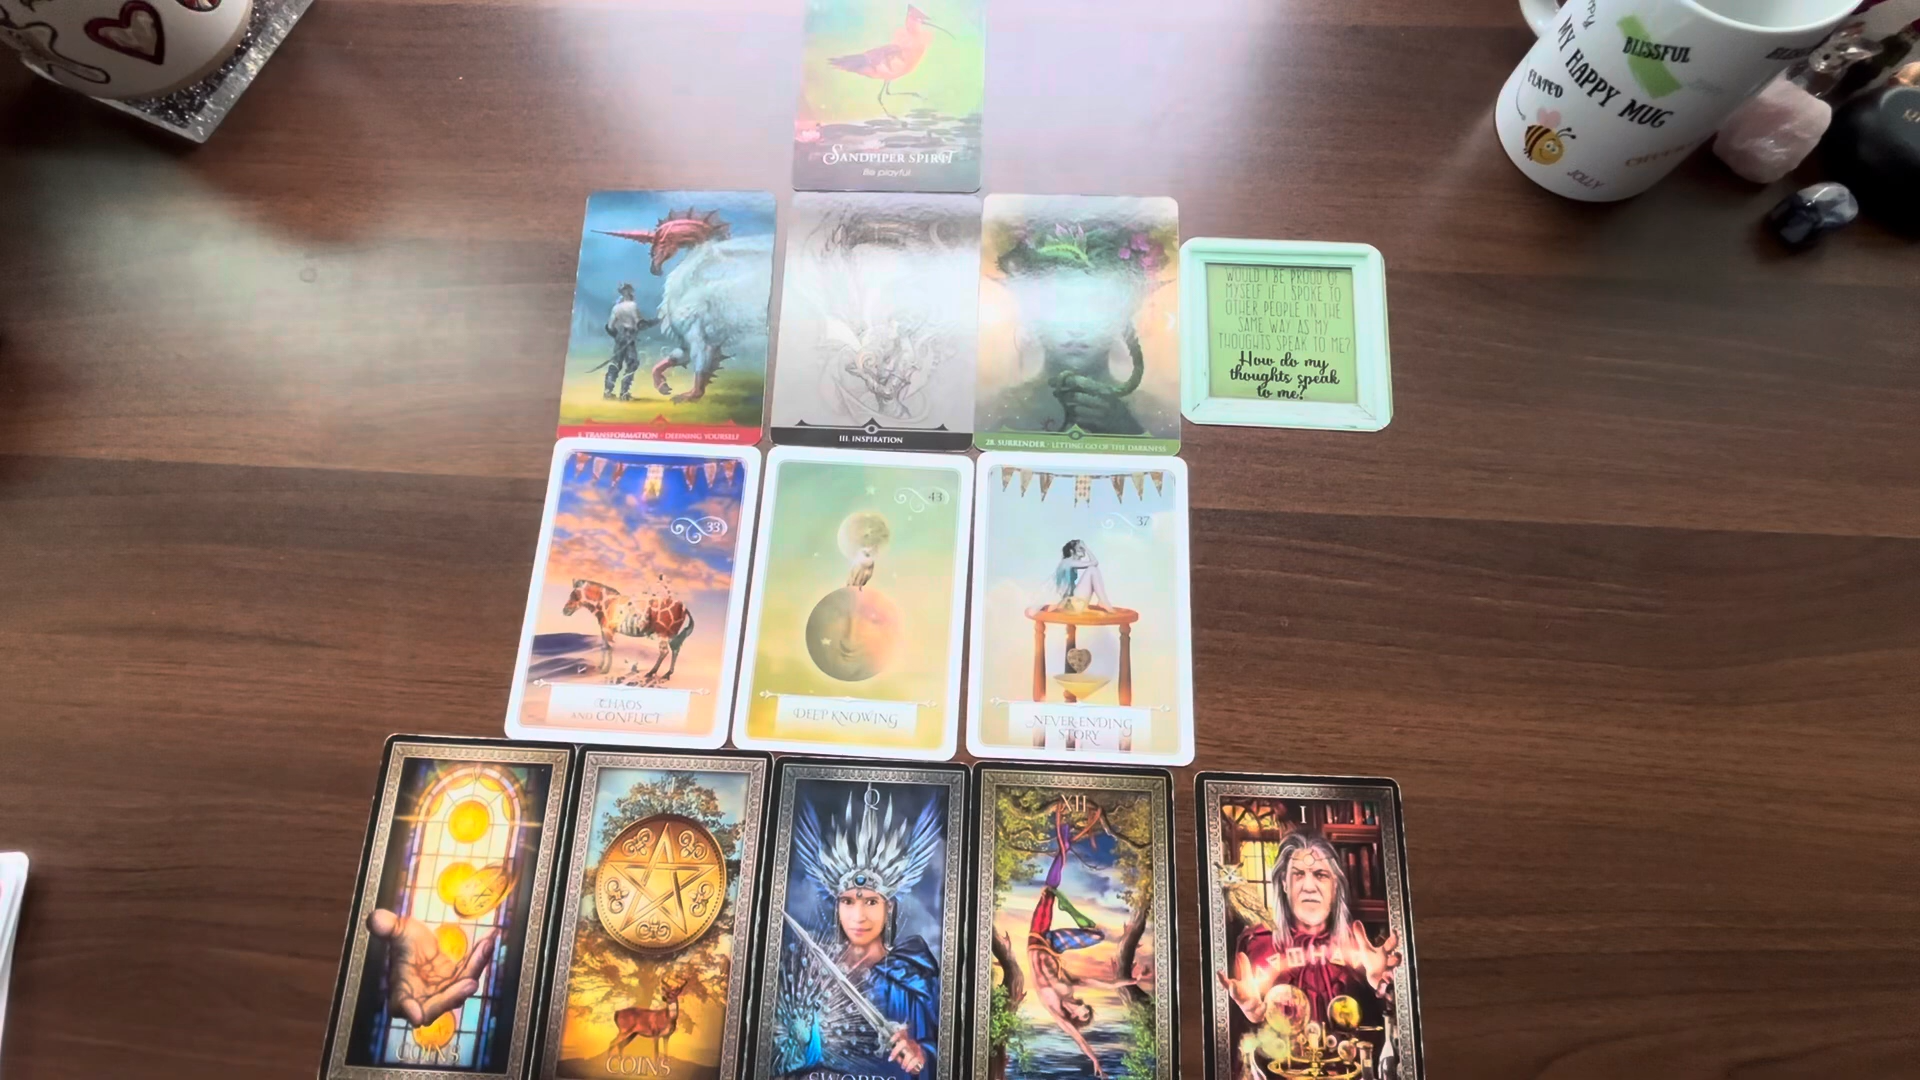 SANDPIPER SPIRIT
Be playful
BLISSFUL
MY HAPPY MUG
ELATED
JOLLY
WOULD I BE PROUD OF
MYSELF IF I SPOKE TO
OTHER PEOPLE IN THE
SAME WAY AS MY
THOUGHTS SPEAK TO ME?
How do my
thoughts speak
to me?
TRANSFORMATION - DEFINING YOURSELF
III. INSPIRATION
28. SURRENDER - LETTING GO OF THE DARKNESS
33
CHAOS
AND CONFLICT
43
DEEP KNOWING
37
NEVER-ENDING
STORY
COINS
COINS
Q
SWORDS
XII
I